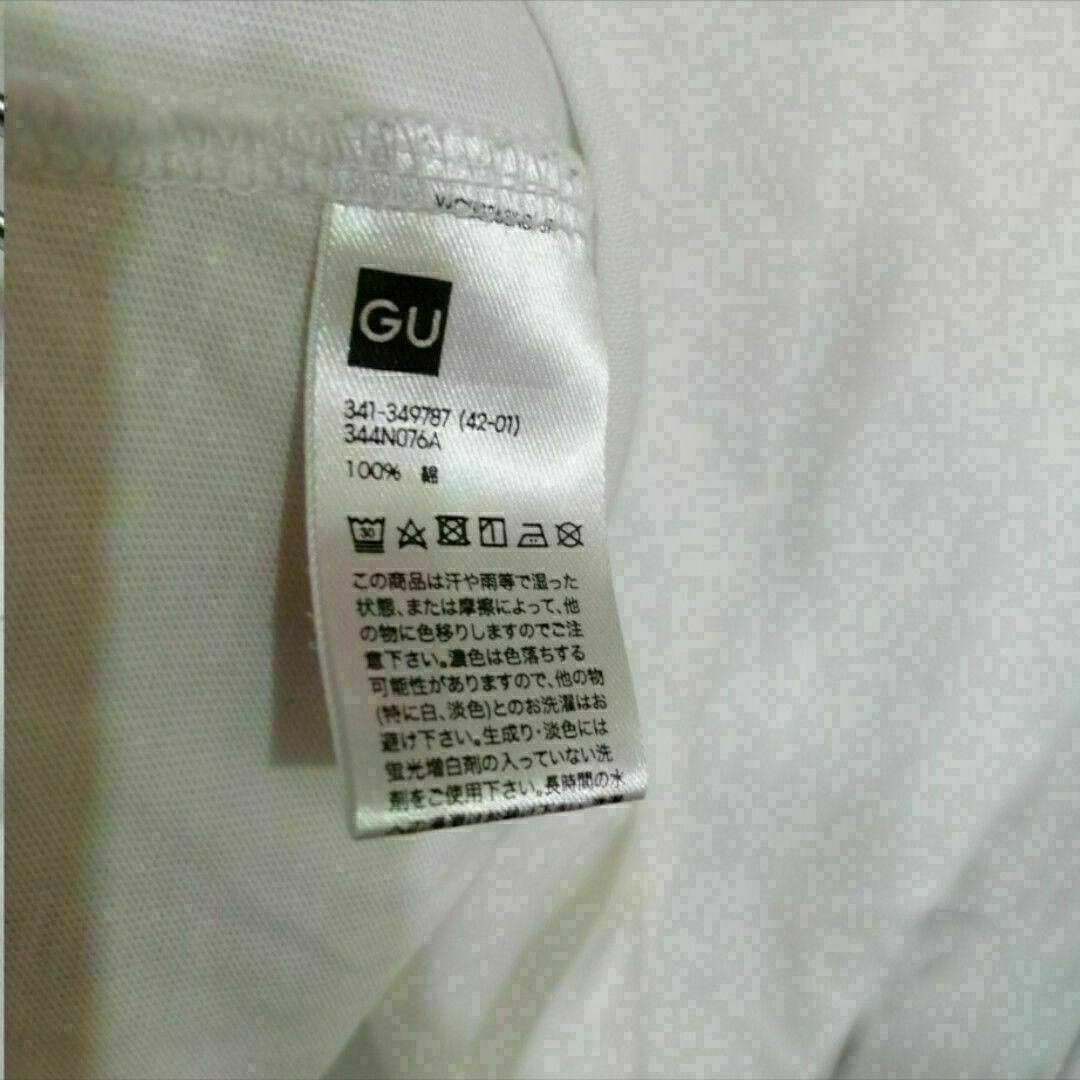 GU
341-349787 (42-01)
344N076A
100% 綿
30
この商品は汗や雨等で湿った
状態、または摩擦によって、他
の物に色移りしますのでご注
意下さい。濃色は色落ちする
可能性がありますので、他の物
(特に白、淡色)とのお洗濯はお
避け下さい。生成り・淡色には
蛍光増白剤の入っていない洗
剤をご使用下さい。長時間の水